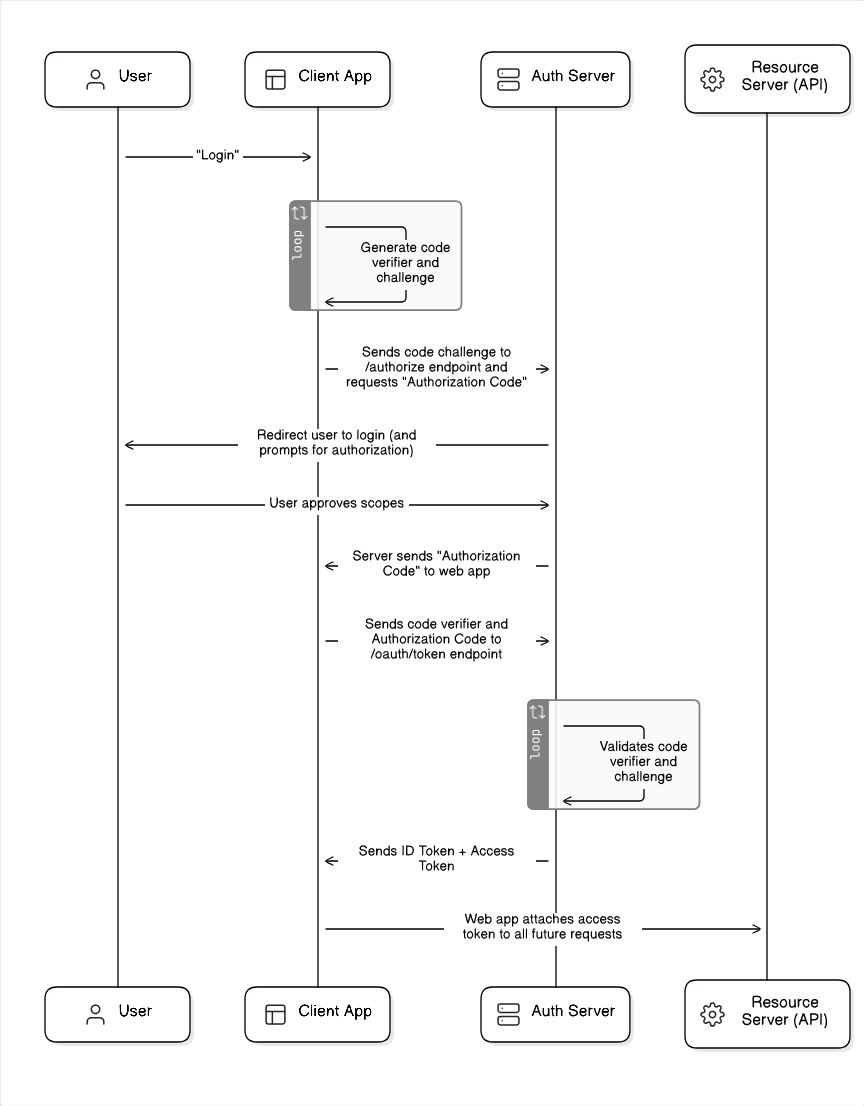 User
Client App
Auth Server
Resource
Server (API)
"Login"
loop
Generate code
verifier and
challenge
Sends code challenge to
/authorize endpoint and
requests "Authorization Code"
Redirect user to login (and
prompts for authorization)
User approves scopes
Server sends "Authorization
Code" to web app
Sends code verifier and
Authorization Code to
/oauth/token endpoint
loop
Validates code
verifier and
challenge
Sends ID Token + Access
Token
Web app attaches access
token to all future requests
User
Client App
Auth Server
Resource
Server (API)